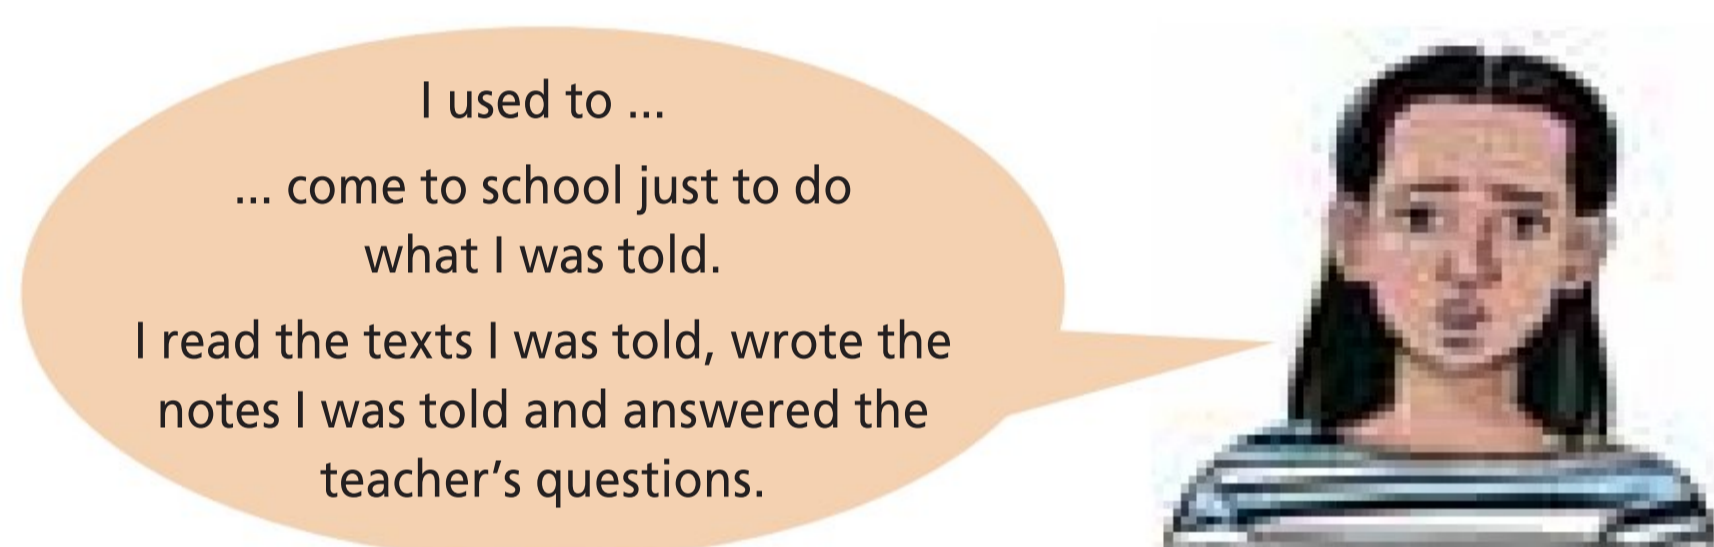 I used to ...
... come to school just to do
what I was told.
I read the texts I was told, wrote the
notes I was told and answered the
teacher’s questions.